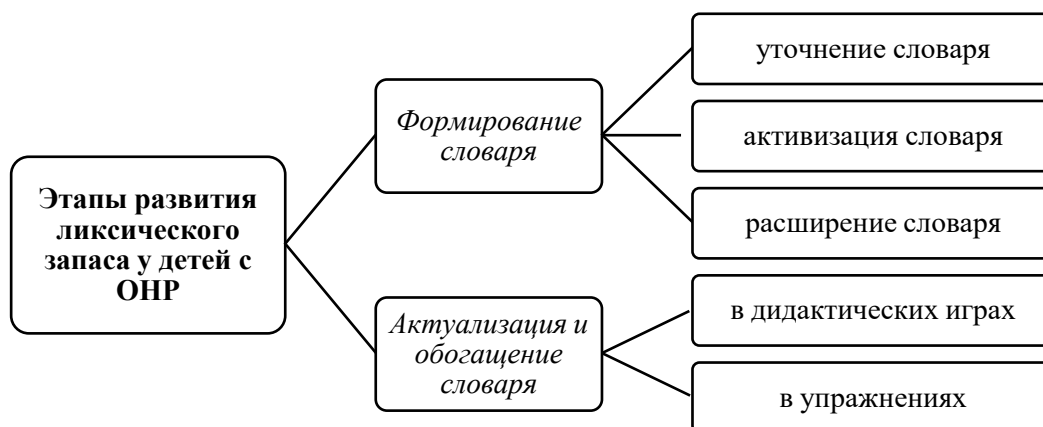 Этапы развития
ликсического
запаса у детей с
ОНР
Формирование
словаря
уточнение словаря
активизация словаря
расширение словаря
Актуализация и
обогащение
словаря
в дидактических играх
в упражнениях